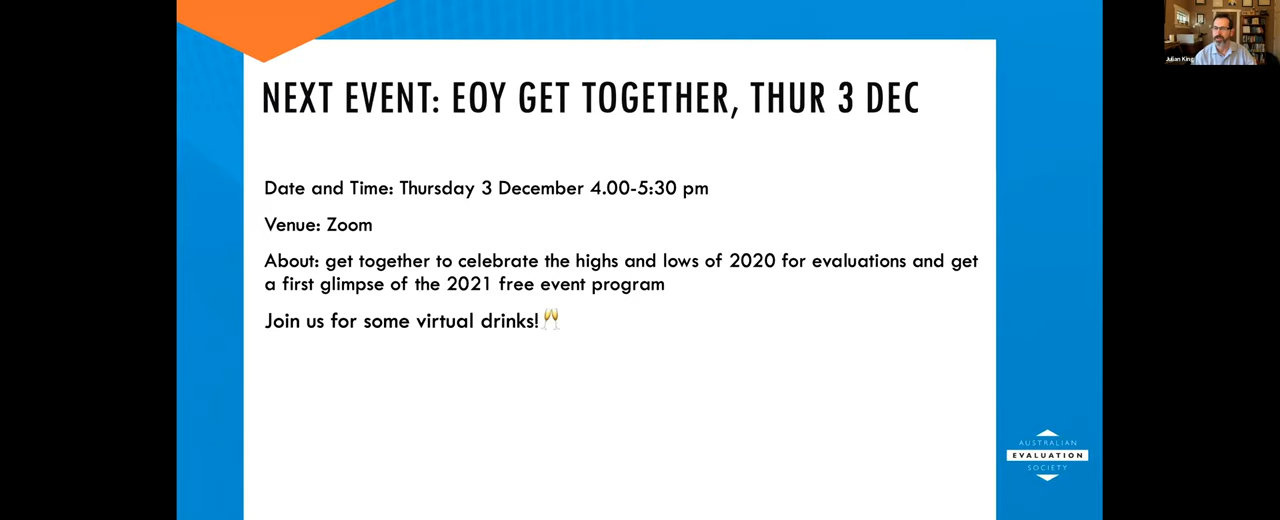 NEXT EVENT: EOY GET TOGETHER, THUR 3 DEC
Julian King
Date and Time: Thursday 3 December 4.00-5:30 pm
Venue: Zoom
About: get together to celebrate the highs and lows of 2020 for evaluations and get
a first glimpse of the 2021 free event program
Join us for some virtual drinks!🥂
AUSTRALIAN
EVALUATION
SOCIETY